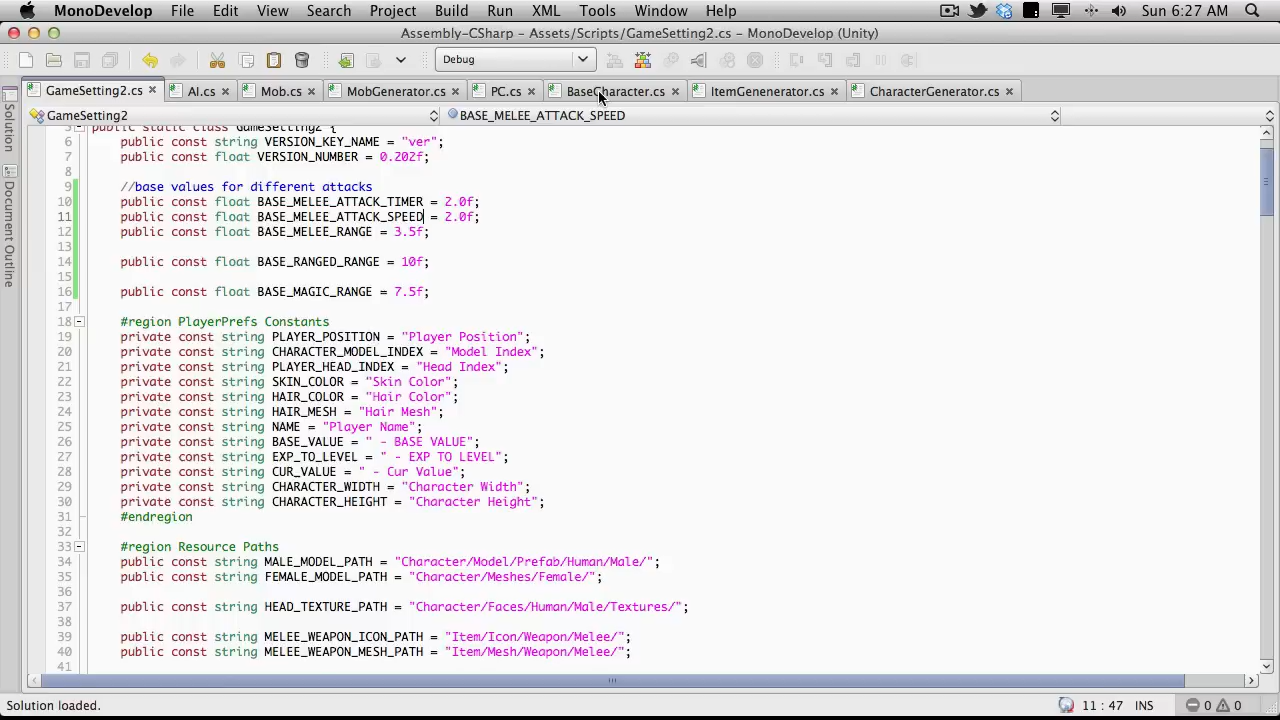 MonoDevelop File Edit View Search Project Build Run XML Tools Window Help Sun 6:27 AM
Assembly-CSharp - Assets/Scripts/GameSetting2.cs - MonoDevelop (Unity)
Debug
GameSetting2.cs AI.cs Mob.cs MobGenerator.cs PC.cs BaseCharacter.cs ItemGenenerator.cs CharacterGenerator.cs
GameSetting2 BASE_MELEE_ATTACK_SPEED
Solution
Document Outline
5 public static class GameSetting2 {
6 public const string VERSION_KEY_NAME = "ver";
7 public const float VERSION_NUMBER = 0.202f;
8
9 //base values for different attacks
10 public const float BASE_MELEE_ATTACK_TIMER = 2.0f;
11 public const float BASE_MELEE_ATTACK_SPEED = 2.0f;
12 public const float BASE_MELEE_RANGE = 3.5f;
13
14 public const float BASE_RANGED_RANGE = 10f;
15
16 public const float BASE_MAGIC_RANGE = 7.5f;
17
18 #region PlayerPrefs Constants
19 private const string PLAYER_POSITION = "Player Position";
20 private const string CHARACTER_MODEL_INDEX = "Model Index";
21 private const string PLAYER_HEAD_INDEX = "Head Index";
22 private const string SKIN_COLOR = "Skin Color";
23 private const string HAIR_COLOR = "Hair Color";
24 private const string HAIR_MESH = "Hair Mesh";
25 private const string NAME = "Player Name";
26 private const string BASE_VALUE = " - BASE VALUE";
27 private const string EXP_TO_LEVEL = " - EXP TO LEVEL";
28 private const string CUR_VALUE = " - Cur Value";
29 private const string CHARACTER_WIDTH = "Character Width";
30 private const string CHARACTER_HEIGHT = "Character Height";
31 #endregion
32
33 #region Resource Paths
34 public const string MALE_MODEL_PATH = "Character/Model/Prefab/Human/Male/";
35 public const string FEMALE_MODEL_PATH = "Character/Meshes/Female/";
36
37 public const string HEAD_TEXTURE_PATH = "Character/Faces/Human/Male/Textures/";
38
39 public const string MELEE_WEAPON_ICON_PATH = "Item/Icon/Weapon/Melee/";
40 public const string MELEE_WEAPON_MESH_PATH = "Item/Mesh/Weapon/Melee/";
41
Solution loaded. 11 : 47 INS 0 0